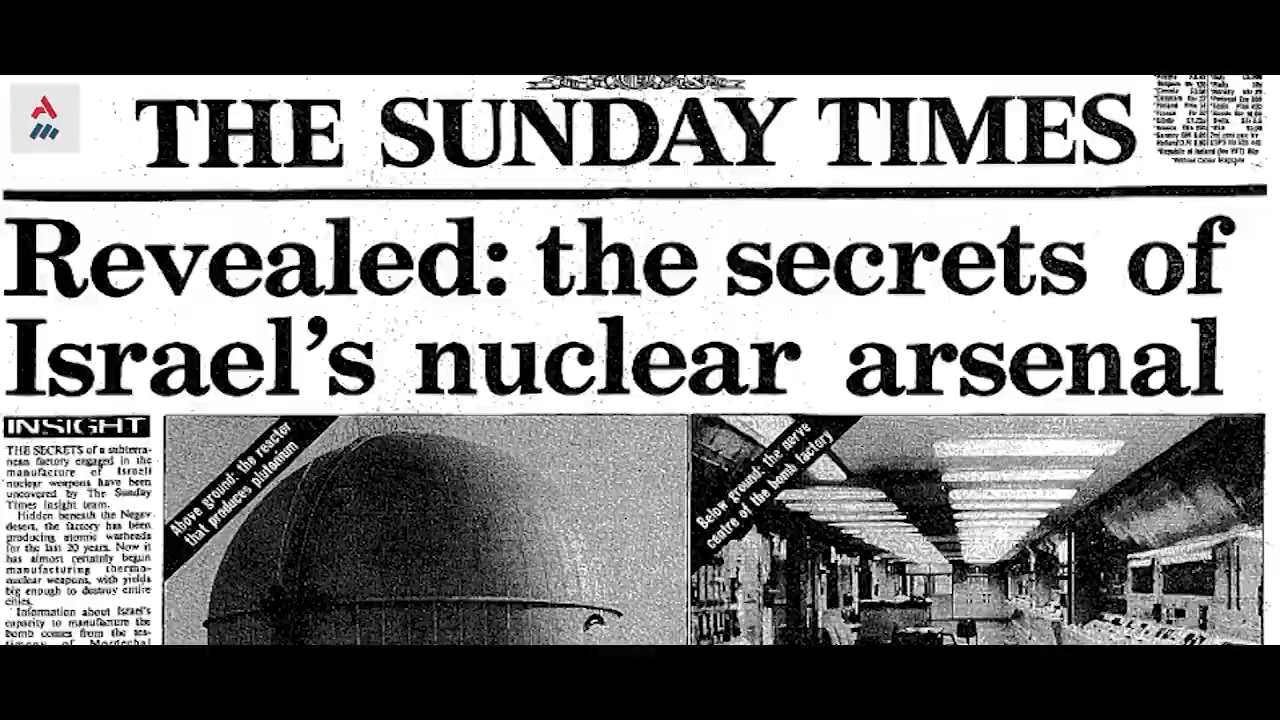 THE SUNDAY TIMES
Revealed: the secrets of
Israel's nuclear arsenal
INSIGHT
THE SECRETS of a subterra-
nean factory engaged in the
manufacture of Israeli
nuclear weapons have been
uncovered by The Sunday
Times Insight team.
Hidden beneath the Negev
desert, the factory has been
producing atomic warheads
for the last 20 years. Now it
has almost certainly begun
manufacturing thermo-
nuclear weapons, with yields
big enough to destroy entire
cities.
Information about Israel's
capacity to manufacture the
bomb comes from the tes-
timony of Mordechai
Above ground: the reactor
that produces plutonium
Below ground: the nerve
centre of the bomb factory